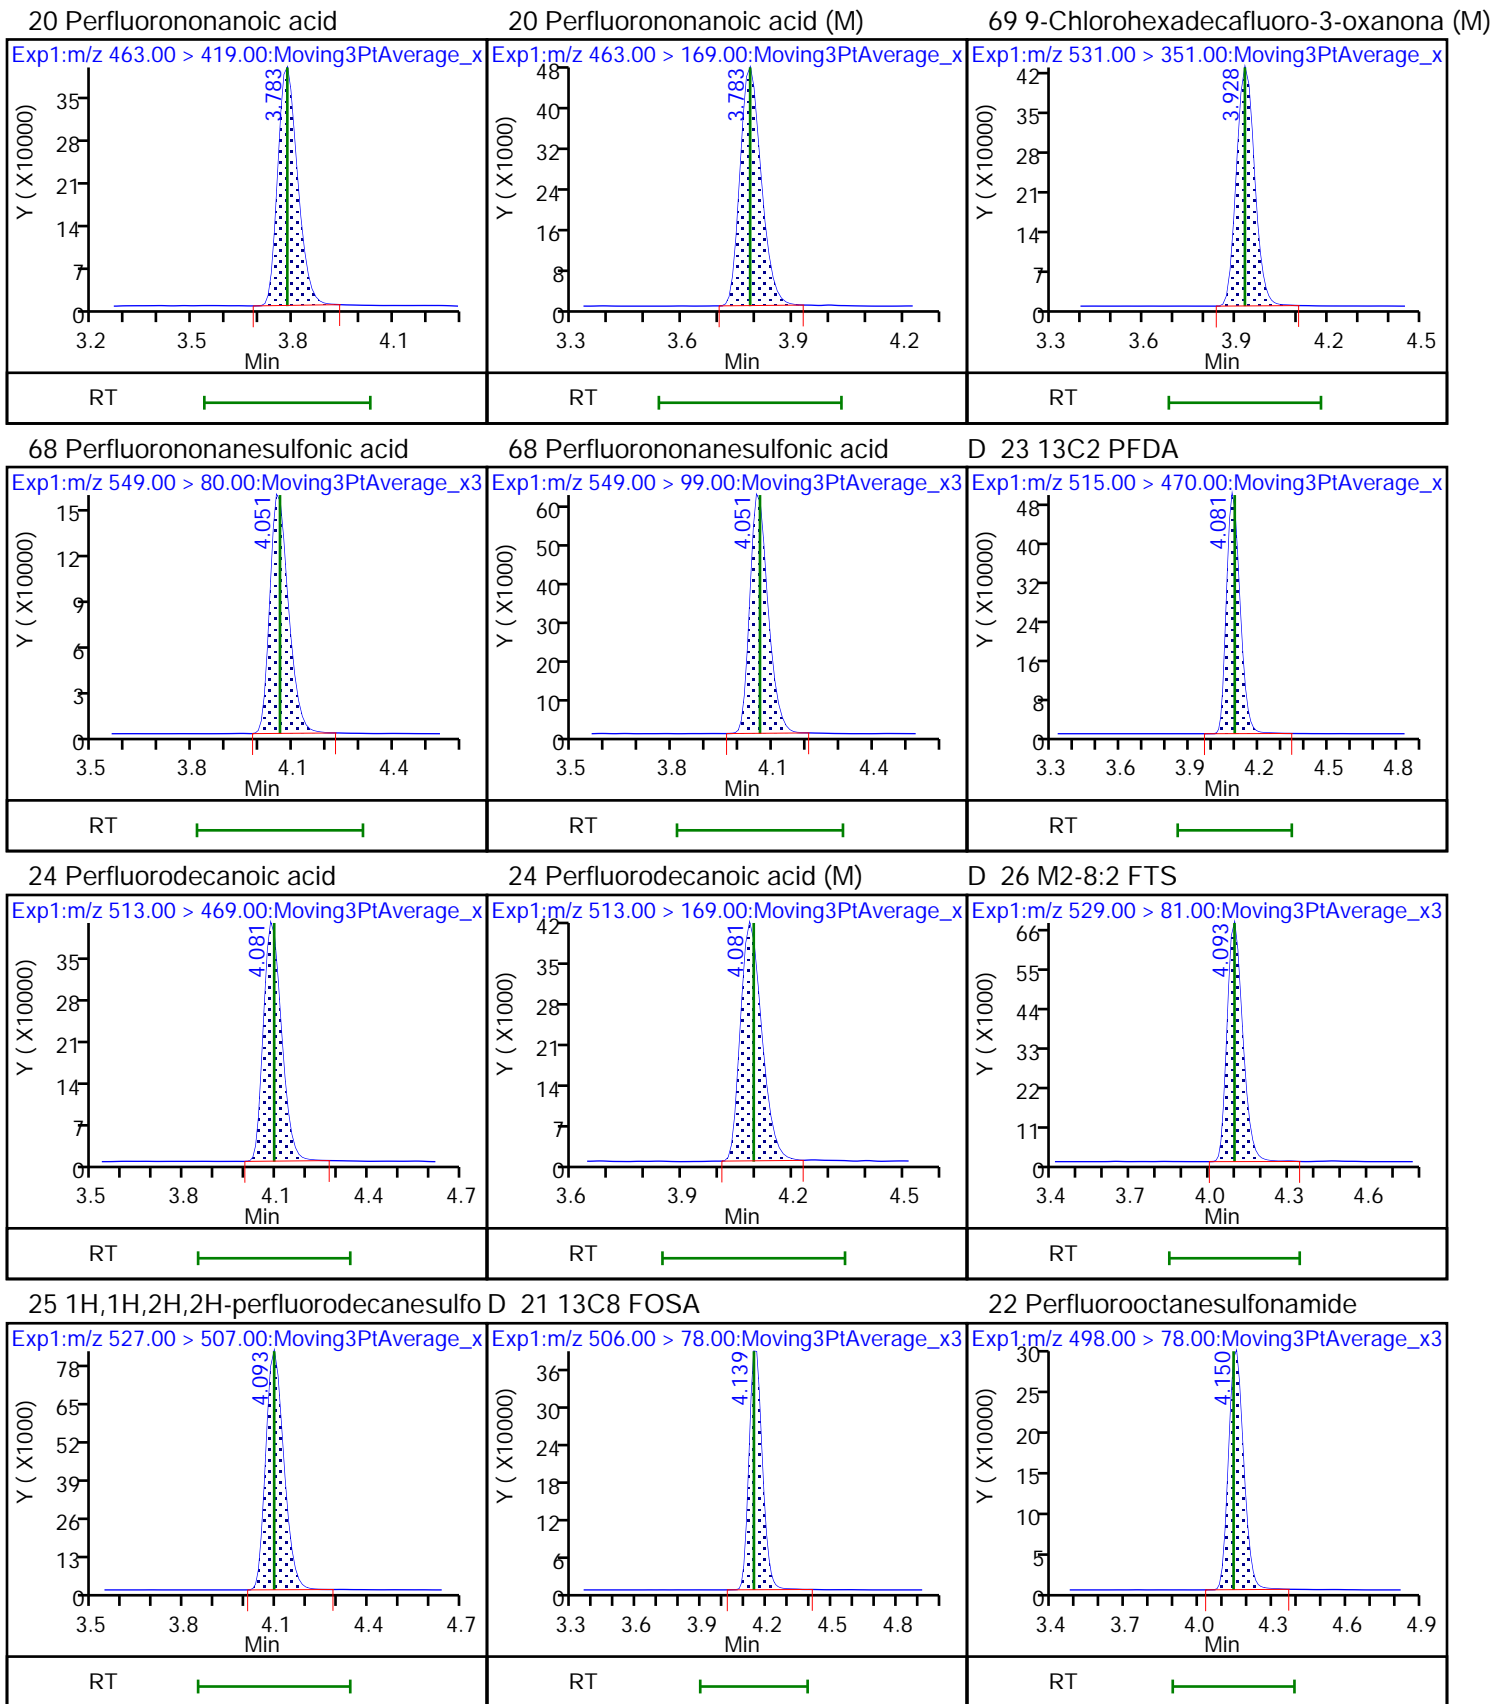 20 Perfluorononanoic acid
Exp1:m/z 463.00 > 419.00:Moving3PtAverage_x
3.783
Y ( X10000)
35
28
21
14
7
0
3.2 3.5 3.8 4.1
Min
RT
20 Perfluorononanoic acid (M)
Exp1:m/z 463.00 > 169.00:Moving3PtAverage_x
3.783
Y ( X1000)
48
40
32
24
16
8
0
3.3 3.6 3.9 4.2
Min
RT
69 9-Chlorohexadecafluoro-3-oxanona (M)
Exp1:m/z 531.00 > 351.00:Moving3PtAverage_x
3.928
Y ( X10000)
42
35
28
21
14
7
0
3.3 3.6 3.9 4.2 4.5
Min
RT
68 Perfluorononanesulfonic acid
Exp1:m/z 549.00 > 80.00:Moving3PtAverage_x3
4.051
Y ( X10000)
15
12
9
6
3
0
3.5 3.8 4.1 4.4
Min
RT
68 Perfluorononanesulfonic acid
Exp1:m/z 549.00 > 99.00:Moving3PtAverage_x3
4.051
Y ( X1000)
60
50
40
30
20
10
0
3.5 3.8 4.1 4.4
Min
RT
D 23 13C2 PFDA
Exp1:m/z 515.00 > 470.00:Moving3PtAverage_x
4.081
Y ( X10000)
48
40
32
24
16
8
0
3.3 3.6 3.9 4.2 4.5 4.8
Min
RT
24 Perfluorodecanoic acid
Exp1:m/z 513.00 > 469.00:Moving3PtAverage_x
4.081
Y ( X10000)
35
28
21
14
7
0
3.5 3.8 4.1 4.4 4.7
Min
RT
24 Perfluorodecanoic acid (M)
Exp1:m/z 513.00 > 169.00:Moving3PtAverage_x
4.081
Y ( X1000)
42
35
28
21
14
7
0
3.6 3.9 4.2 4.5
Min
RT
D 26 M2-8:2 FTS
Exp1:m/z 529.00 > 81.00:Moving3PtAverage_x3
4.093
Y ( X1000)
66
55
44
33
22
11
0
3.4 3.7 4.0 4.3 4.6
Min
RT
25 1H,1H,2H,2H-perfluorodecanesulfo
Exp1:m/z 527.00 > 507.00:Moving3PtAverage_x
4.093
Y ( X10000)
78
65
52
39
26
13
0
3.5 3.8 4.1 4.4 4.7
Min
RT
D 21 13C8 FOSA
Exp1:m/z 506.00 > 78.00:Moving3PtAverage_x3
4.139
Y ( X10000)
36
30
24
18
12
6
0
3.3 3.6 3.9 4.2 4.5 4.8
Min
RT
22 Perfluorooctanesulfonamide
Exp1:m/z 498.00 > 78.00:Moving3PtAverage_x3
4.150
Y ( X10000)
30
25
20
15
10
5
0
3.4 3.7 4.0 4.3 4.6 4.9
Min
RT